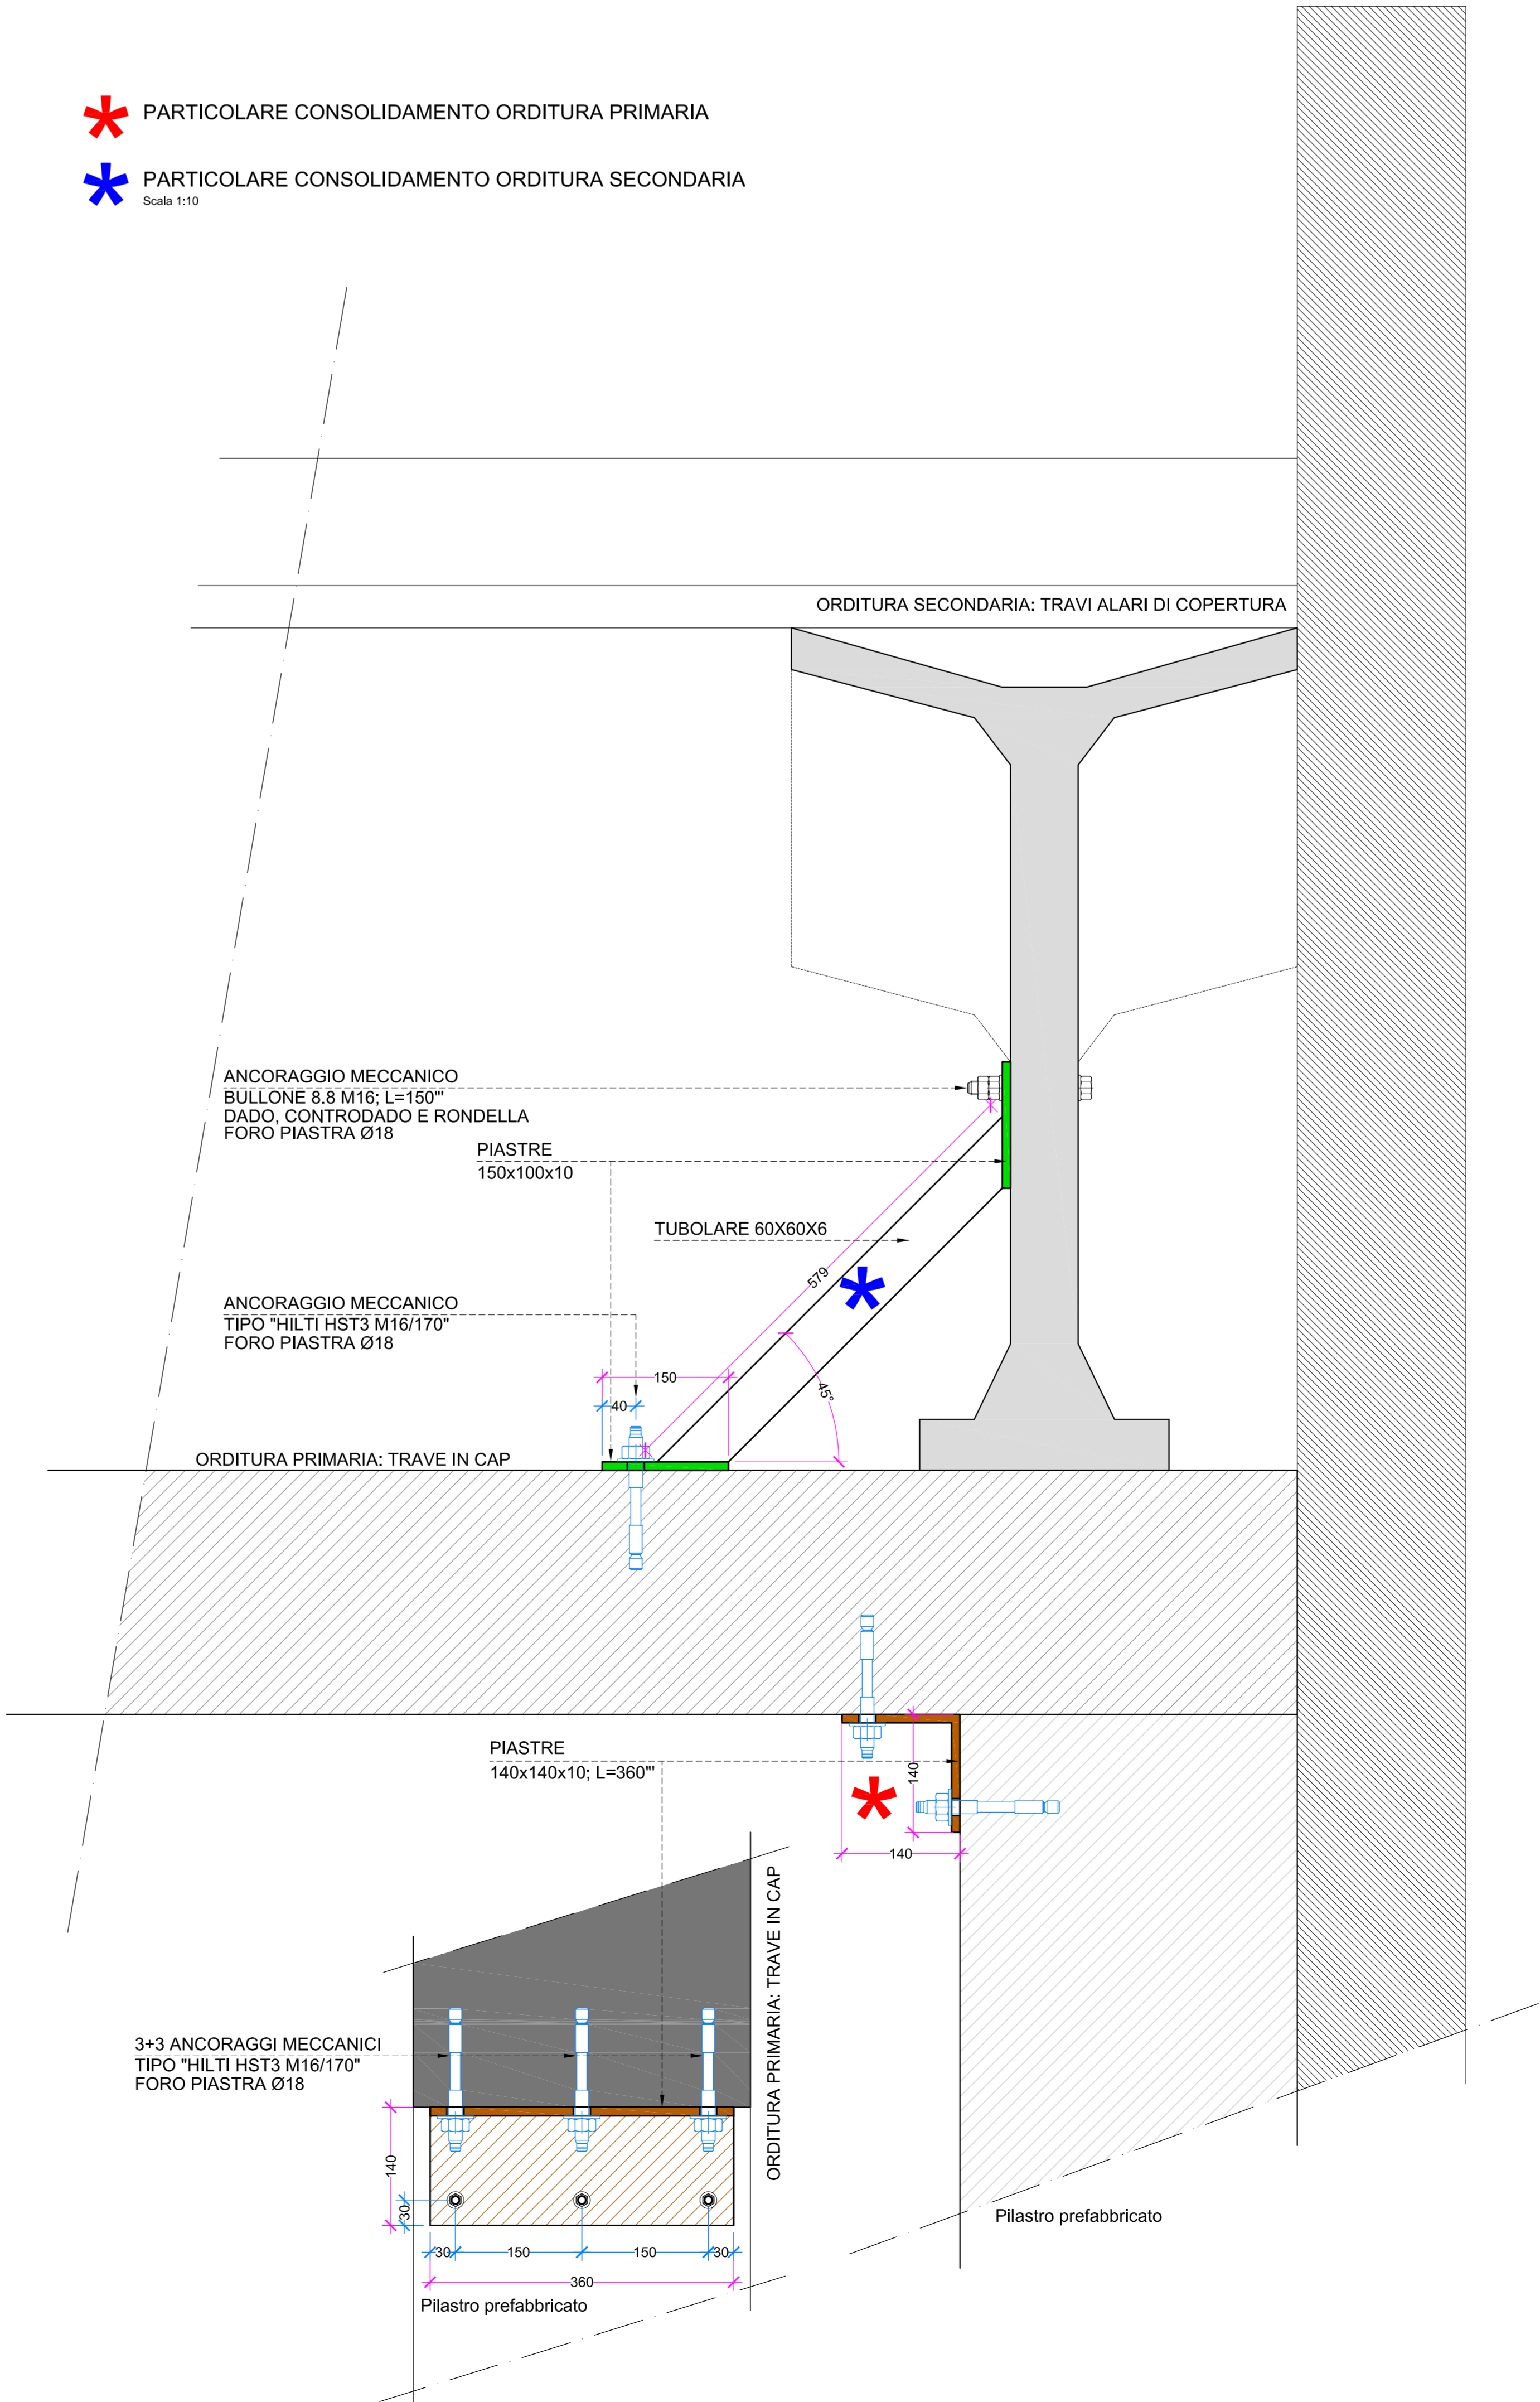 PARTICOLARE CONSOLIDAMENTO ORDITURA PRIMARIA
PARTICOLARE CONSOLIDAMENTO ORDITURA SECONDARIA
Scala 1:10
ORDITURA SECONDARIA: TRAVI ALARI DI COPERTURA
ANCORAGGIO MECCANICO
BULLONE 8.8 M16; L=150'"
DADO, CONTRODADO E RONDELLA
FORO PIASTRA Ø18
PIASTRE
150x100x10
TUBOLARE 60X60X6
579
ANCORAGGIO MECCANICO
TIPO "HILTI HST3 M16/170"
FORO PIASTRA Ø18
150
40
45°
ORDITURA PRIMARIA: TRAVE IN CAP
PIASTRE
140x140x10; L=360'"
140
140
ORDITURA PRIMARIA: TRAVE IN CAP
3+3 ANCORAGGI MECCANICI
TIPO "HILTI HST3 M16/170"
FORO PIASTRA Ø18
140
30
30
150
150
30
360
Pilastro prefabbricato
Pilastro prefabbricato